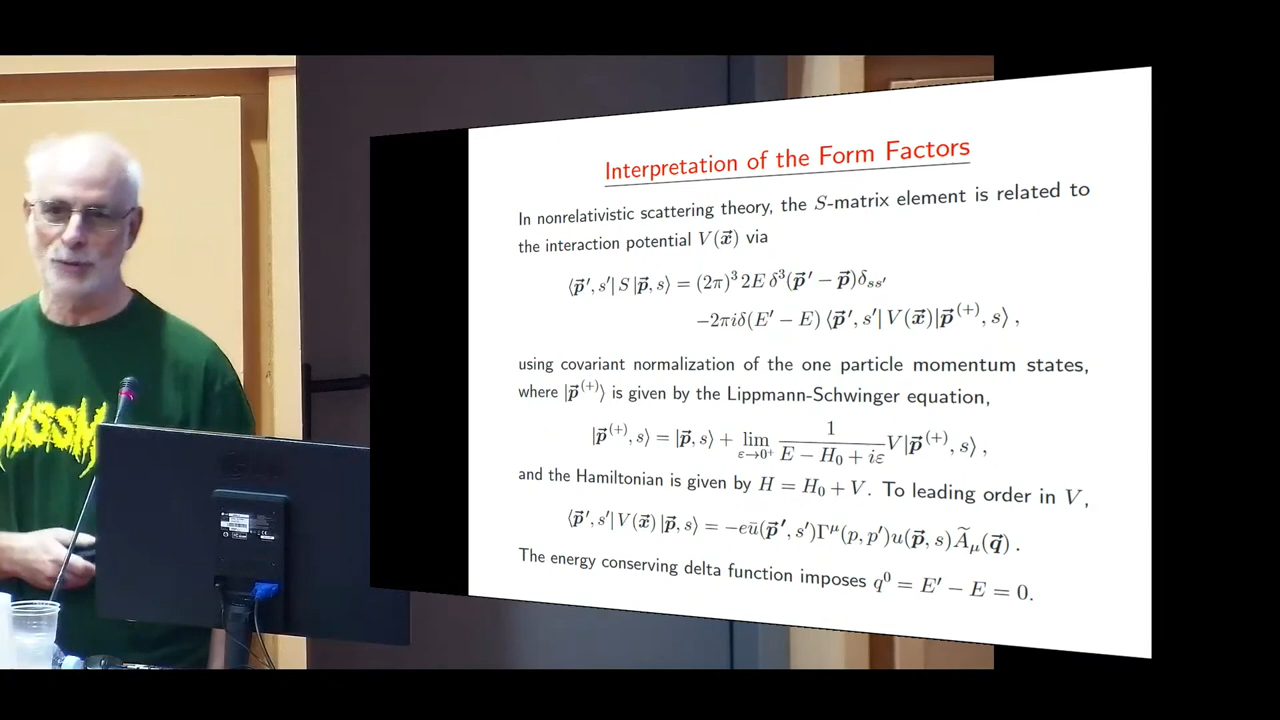 Interpretation of the Form Factors
In nonrelativistic scattering theory, the S-matrix element is related to
the interaction potential V(x⃗) via
⟨p⃗ ′, s′| S |p⃗, s⟩ = (2π)³ 2E δ³(p⃗ ′ − p⃗)δss′
−2πiδ(E′ − E) ⟨p⃗ ′, s′| V(x⃗)|p⃗ (+), s⟩ ,
using covariant normalization of the one particle momentum states,
where |p⃗ (+)⟩ is given by the Lippmann-Schwinger equation,
|p⃗ (+), s⟩ = |p⃗, s⟩ + lim ε→0⁺ 1 / (E − H₀ + iε) V|p⃗ (+), s⟩ ,
and the Hamiltonian is given by H = H₀ + V. To leading order in V,
⟨p⃗ ′, s′| V(x⃗) |p⃗, s⟩ = −eū(p⃗ ′, s′)Γ^μ(p, p′)u(p⃗, s)Ã_μ(q⃗) .
The energy conserving delta function imposes q⁰ = E′ − E = 0.
MSSM